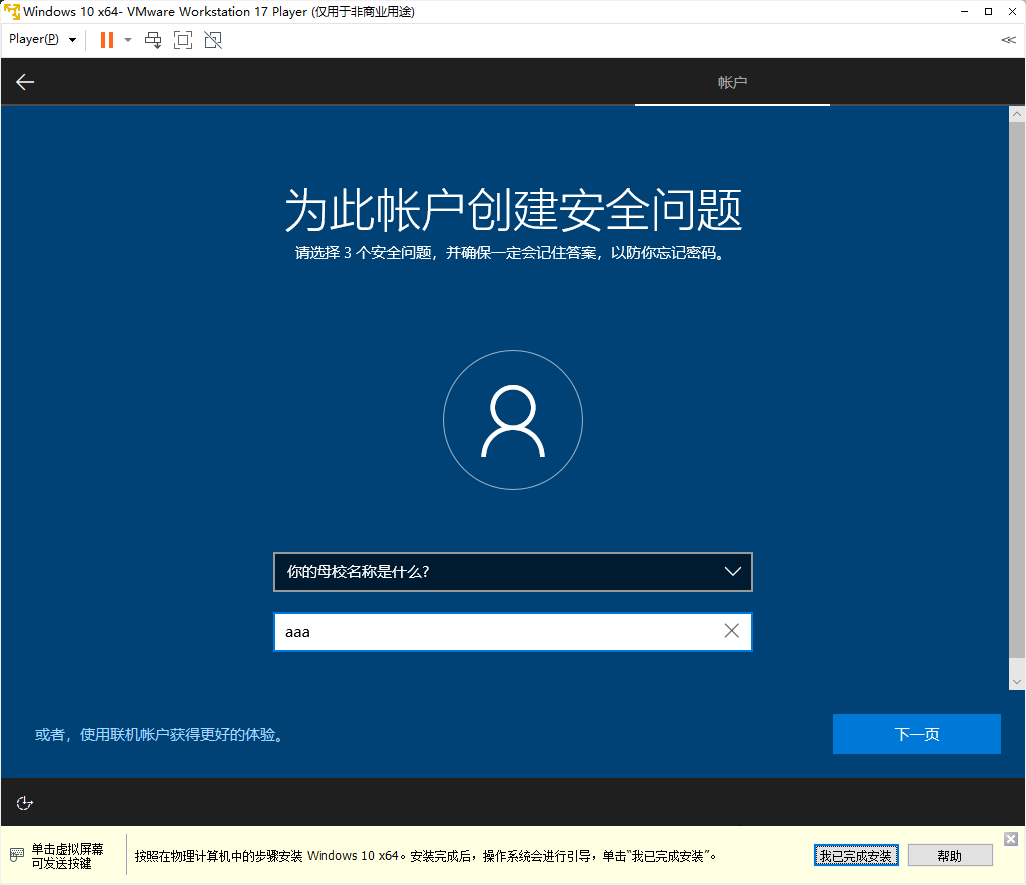 Windows 10 x64- VMware Workstation 17 Player (仅用于非商业用途)
Player(P)
帐户
为此帐户创建安全问题
请选择 3 个安全问题，并确保一定会记住答案，以防你忘记密码。
你的母校名称是什么?
aaa
或者，使用联机帐户获得更好的体验。
下一页
单击虚拟屏幕
可发送按键
按照在物理计算机中的步骤安装 Windows 10 x64。安装完成后，操作系统会进行引导，单击“我已完成安装”。
我已完成安装
帮助